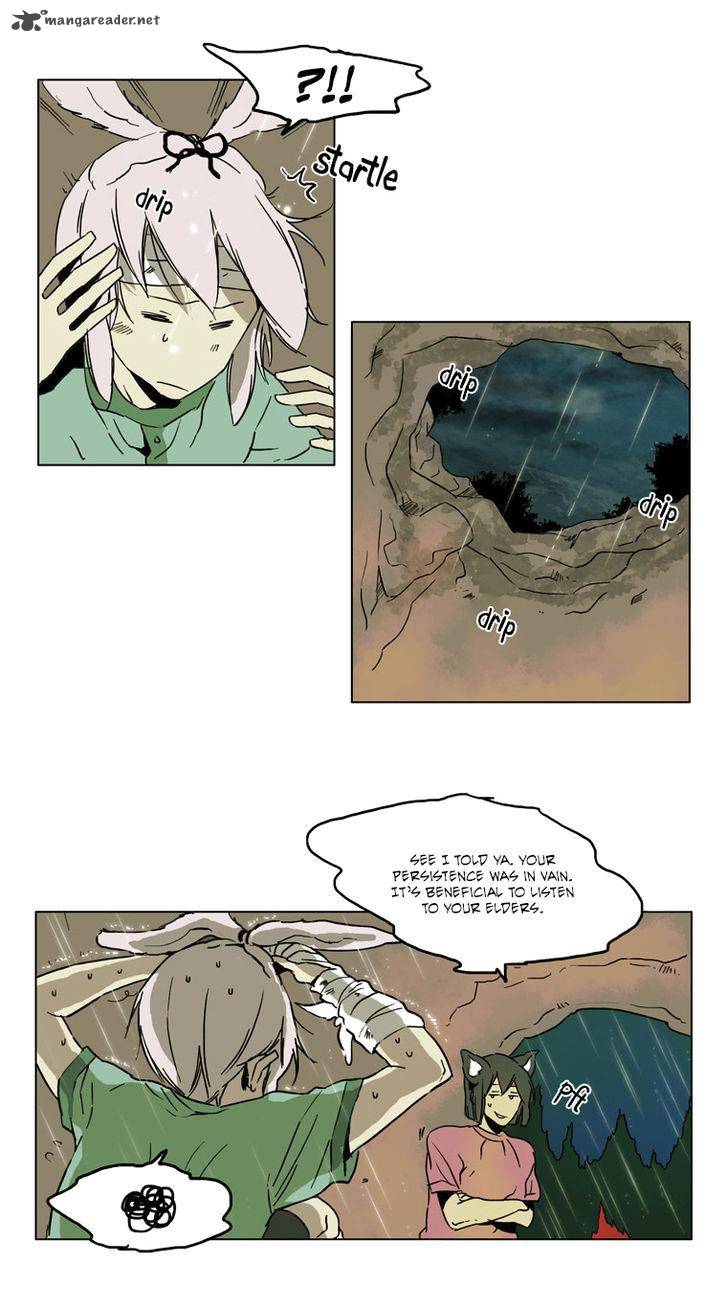 mangareader.net
?!!
startle
drip
drip
drip
drip
SEE I TOLD YA. YOUR
PERSISTENCE WAS IN VAIN.
IT'S BENEFICIAL TO LISTEN
TO YOUR ELDERS.
pft